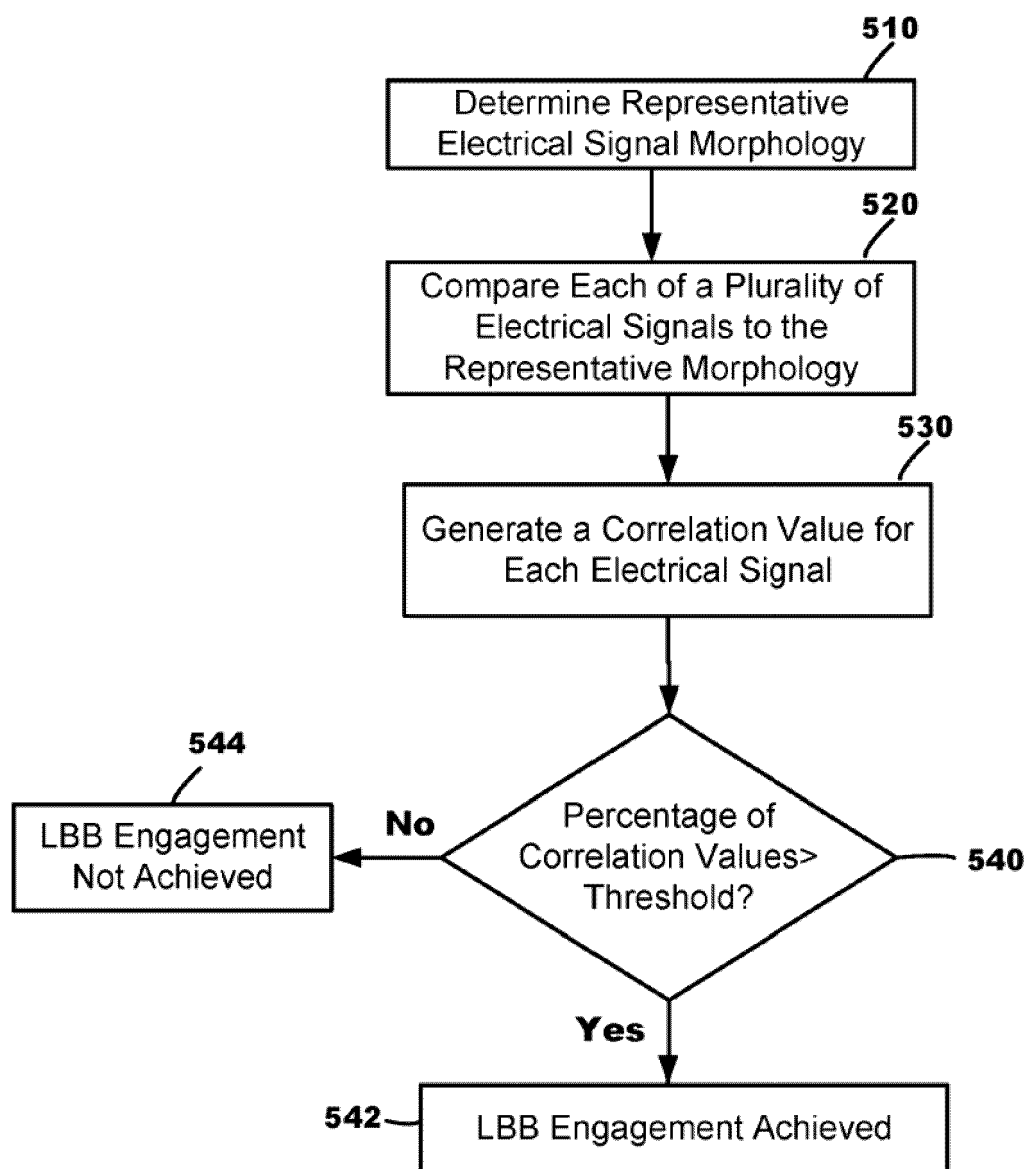 510
Determine Representative
Electrical Signal Morphology
520
Compare Each of a Plurality of
Electrical Signals to the
Representative Morphology
530
Generate a Correlation Value for
Each Electrical Signal
544
LBB Engagement
Not Achieved
No
Percentage of
Correlation Values>
Threshold?
540
Yes
542
LBB Engagement Achieved